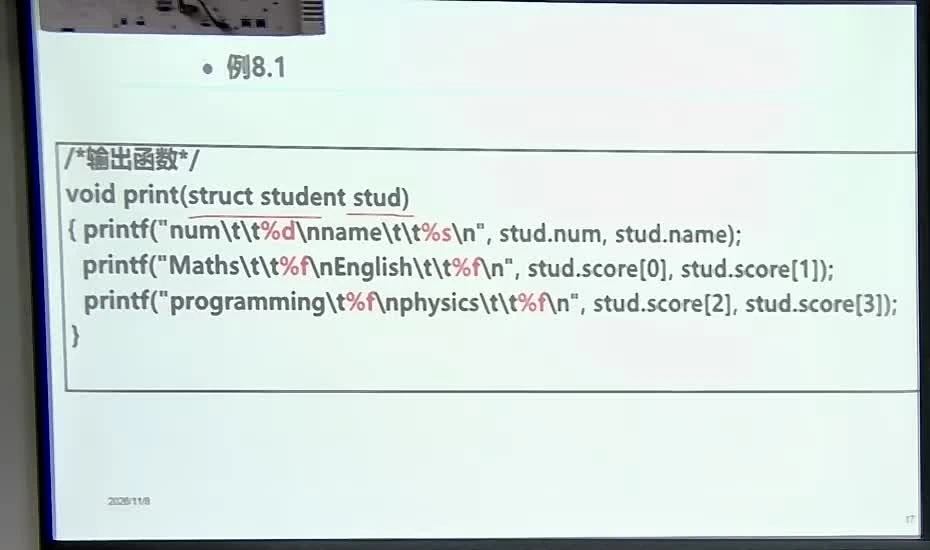 • 例8.1
/*输出函数*/
void print(struct student stud)
{ printf("num\t\t%d\nname\t\t%s\n", stud.num, stud.name);
printf("Maths\t\t%f\nEnglish\t\t%f\n", stud.score[0], stud.score[1]);
printf("programming\t%f\nphysics\t\t%f\n", stud.score[2], stud.score[3]);
}
17